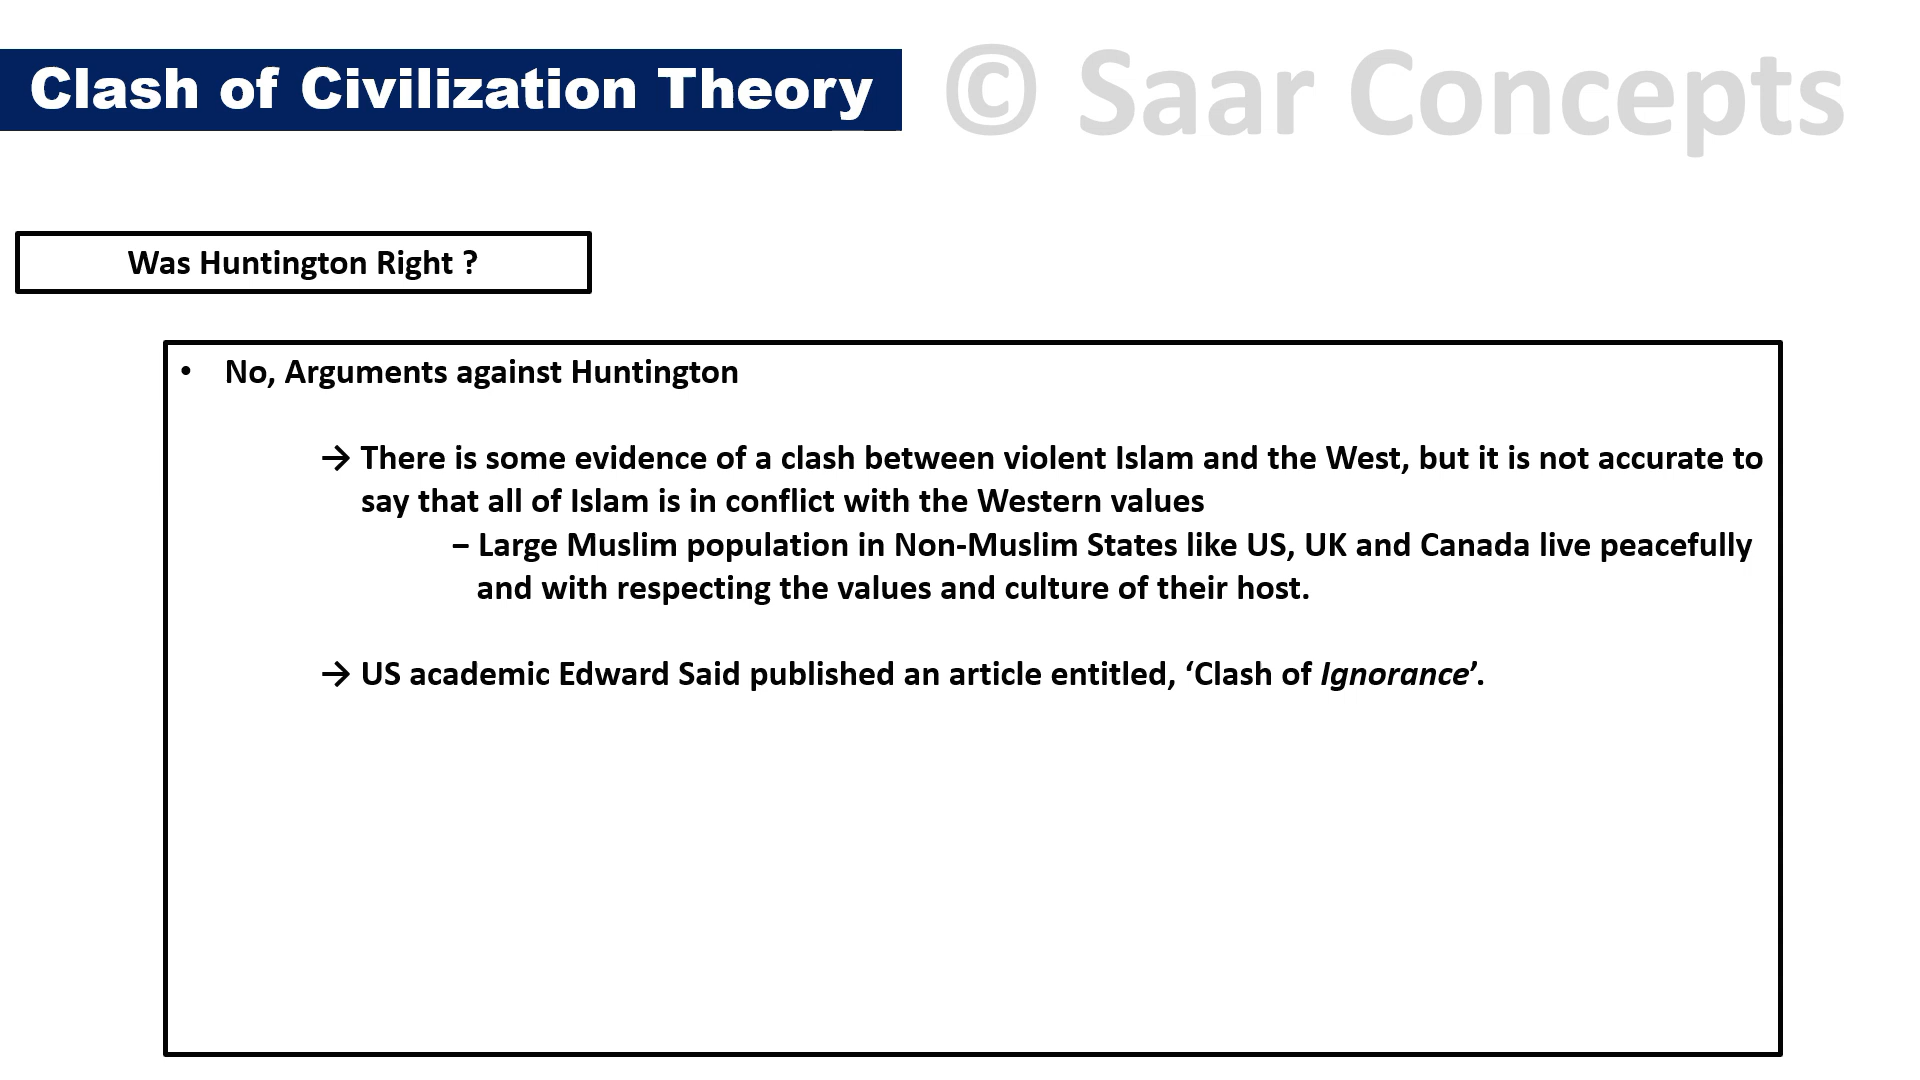 Clash of Civilization Theory
© Saar Concepts
Was Huntington Right ?
• No, Arguments against Huntington
→ There is some evidence of a clash between violent Islam and the West, but it is not accurate to
say that all of Islam is in conflict with the Western values
– Large Muslim population in Non-Muslim States like US, UK and Canada live peacefully
and with respecting the values and culture of their host.
→ US academic Edward Said published an article entitled, ‘Clash of Ignorance’.